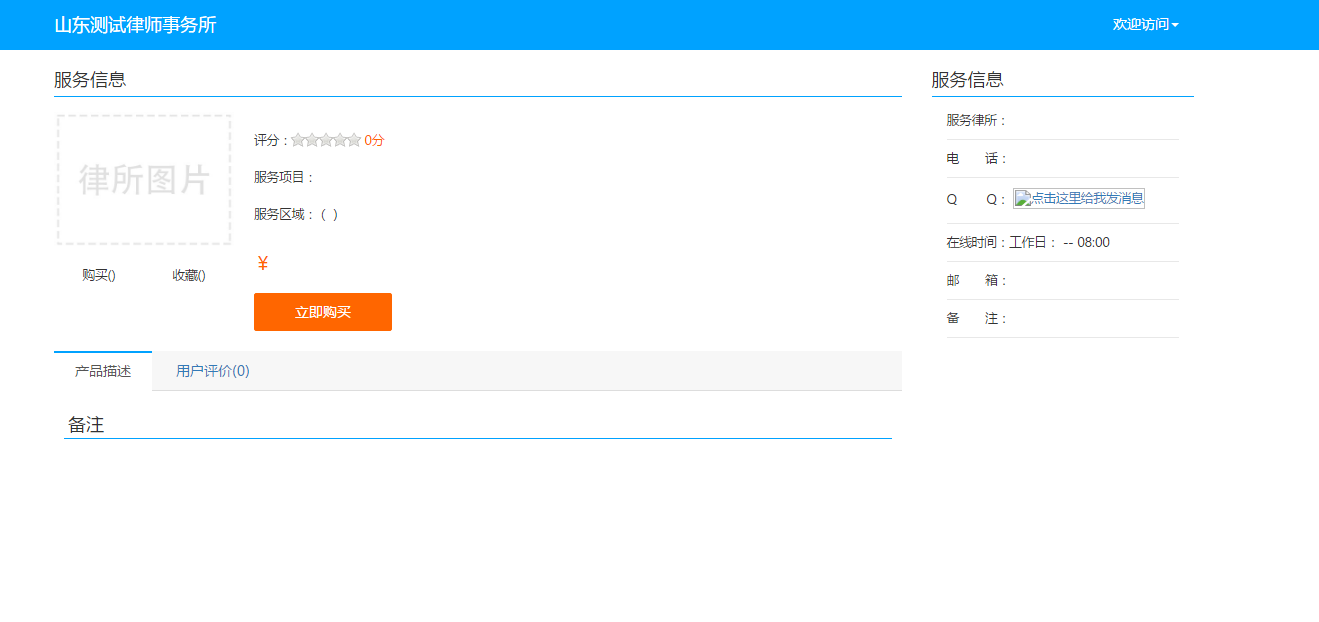 山东测试律师事务所
欢迎访问
服务信息
律所图片
购买()
收藏()
评分：0分
服务项目：
服务区域：（ ）
¥
立即购买
产品描述
用户评价(0)
备注
服务信息
服务律所：
电 话：
Q Q：点击这里给我发消息
在线时间：工作日： -- 08:00
邮 箱：
备 注：